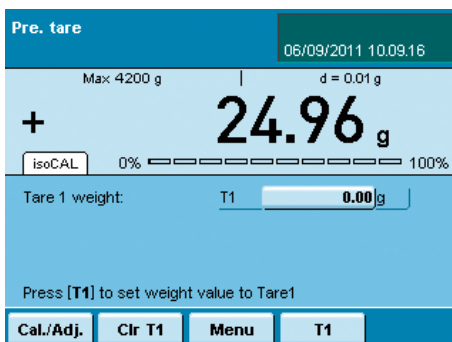 Pre. tare
06/09/2011 10.09.16
Max 4200 g d = 0.01 g
+ 24.96 g
isoCAL 0% 100%
Tare 1 weight: T1 0.00 g
Press [T1] to set weight value to Tare1
Cal./Adj. Clr T1 Menu T1